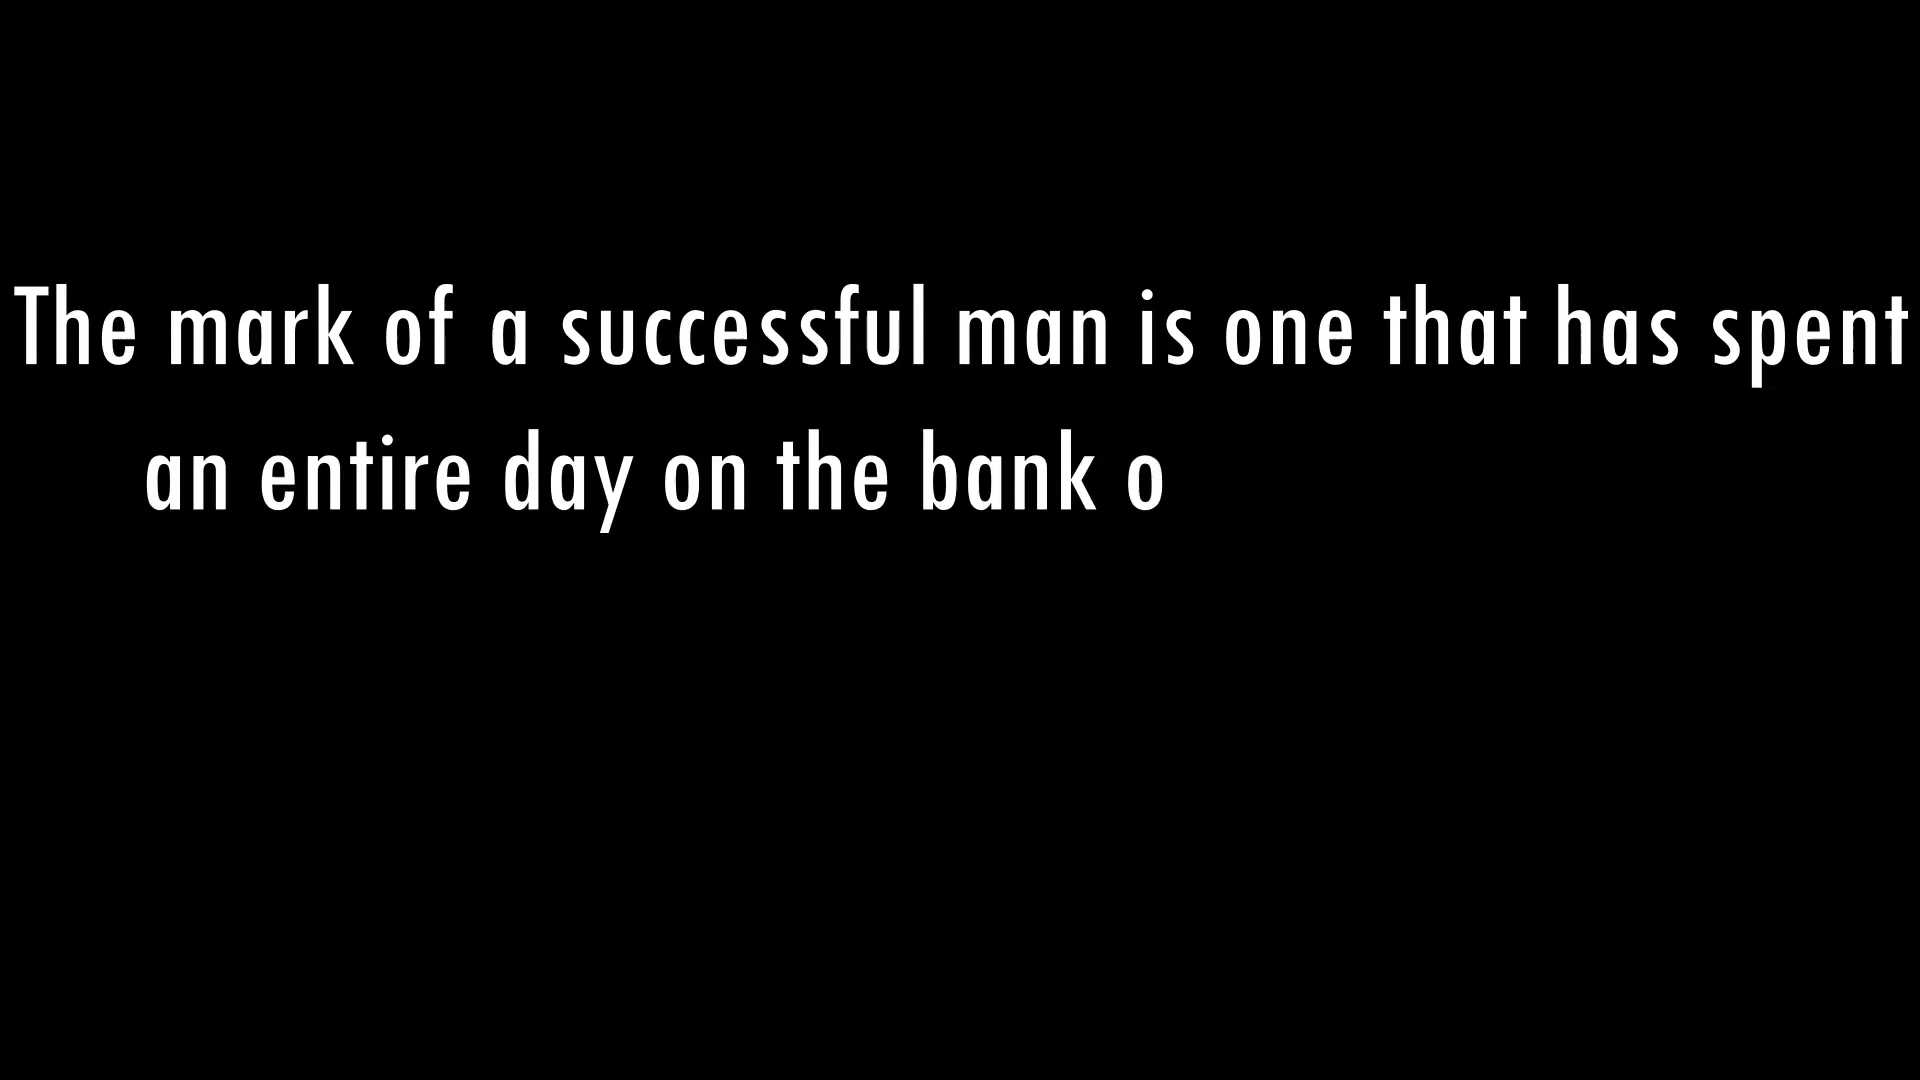 The mark of a successful man is one that has spent
an entire day on the bank o